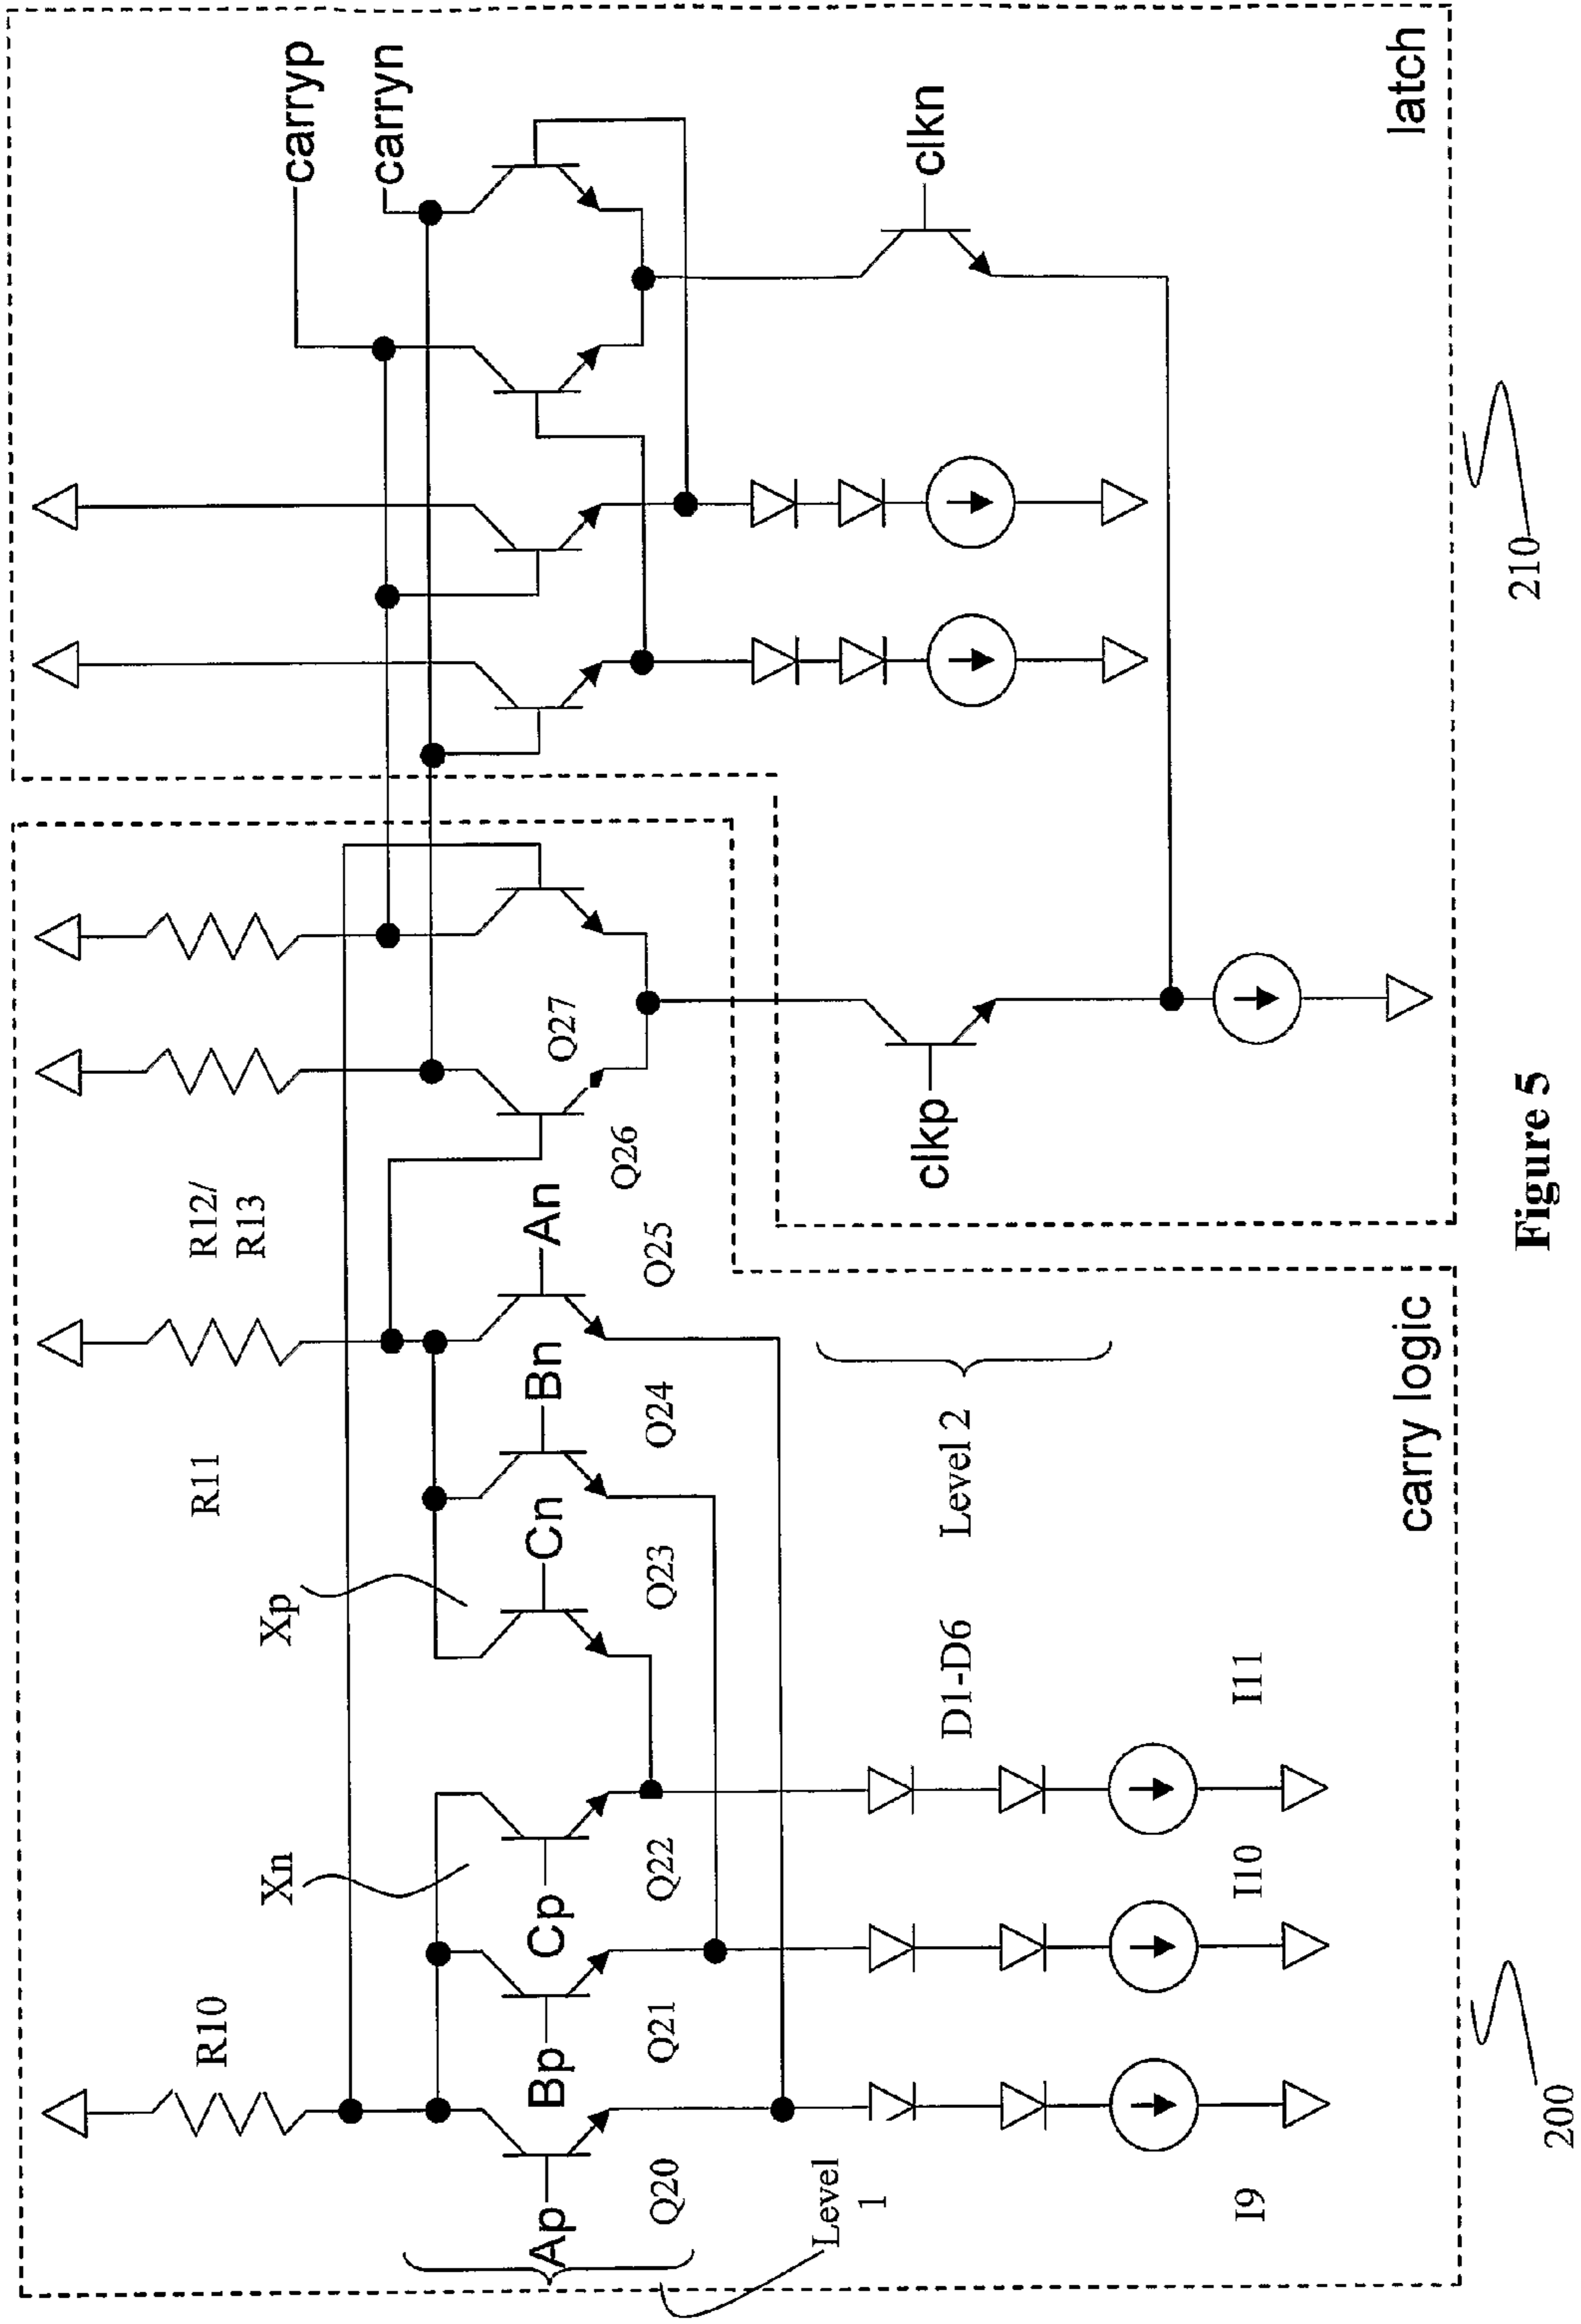 carryp
carryn
clkn
latch
210
Q27
Q26
clkp
R12/
R13
An
Q25
R11
Bn
Q24
Cn
Q23
Xp
Level 2
carry logic
D1-D6
I11
Xn
Cp
Q22
I10
R10
Bp
Q21
Ap
Q20
Level
1
I9
200
Figure 5